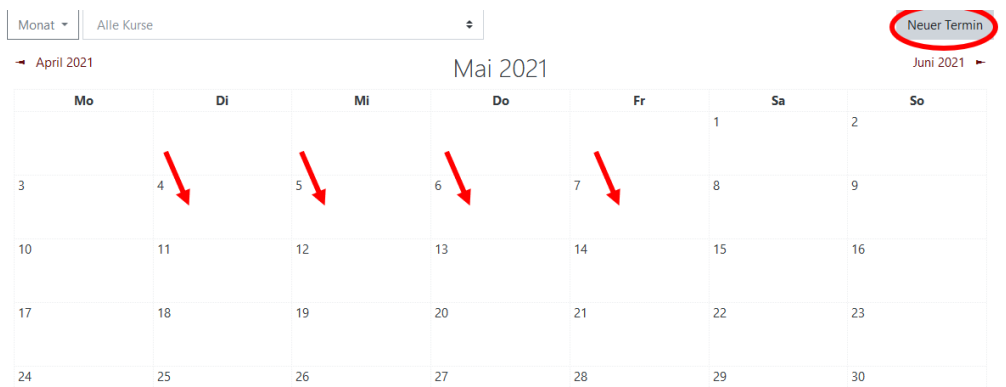 Monat Alle Kurse Neuer Termin
April 2021 Mai 2021 Juni 2021
Mo Di Mi Do Fr Sa So
1 2
3 4 5 6 7 8 9
10 11 12 13 14 15 16
17 18 19 20 21 22 23
24 25 26 27 28 29 30